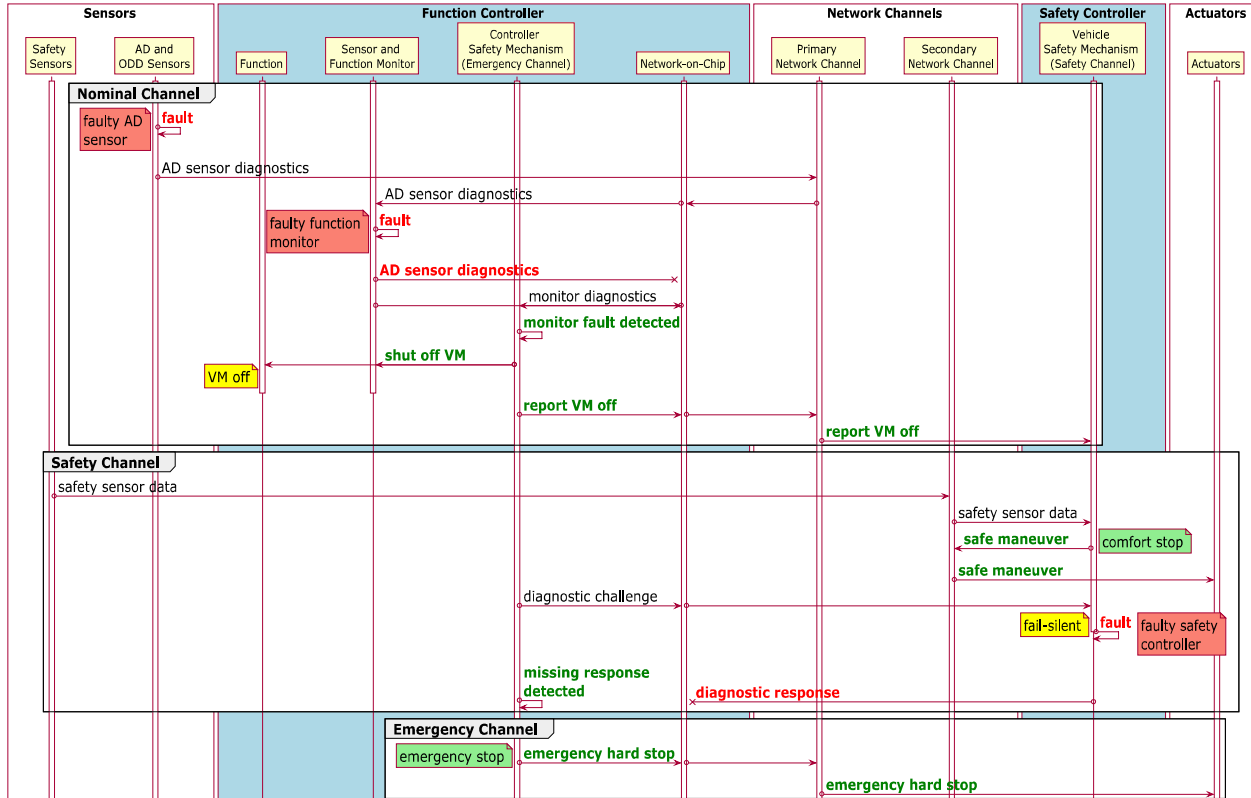 Sensors
Function Controller
Network Channels
Safety Controller
Actuators
Safety
Sensors
AD and
ODD Sensors
Function
Sensor and
Function Monitor
Controller
Safety Mechanism
(Emergency Channel)
Network-on-Chip
Primary
Network Channel
Secondary
Network Channel
Vehicle
Safety Mechanism
(Safety Channel)
Actuators
Nominal Channel
faulty AD
sensor
fault
AD sensor diagnostics
AD sensor diagnostics
faulty function
monitor
fault
AD sensor diagnostics
monitor diagnostics
monitor fault detected
shut off VM
VM off
report VM off
report VM off
Safety Channel
safety sensor data
safety sensor data
safe maneuver
comfort stop
safe maneuver
diagnostic challenge
fail-silent
fault
faulty safety
controller
missing response
detected
diagnostic response
Emergency Channel
emergency stop
emergency hard stop
emergency hard stop